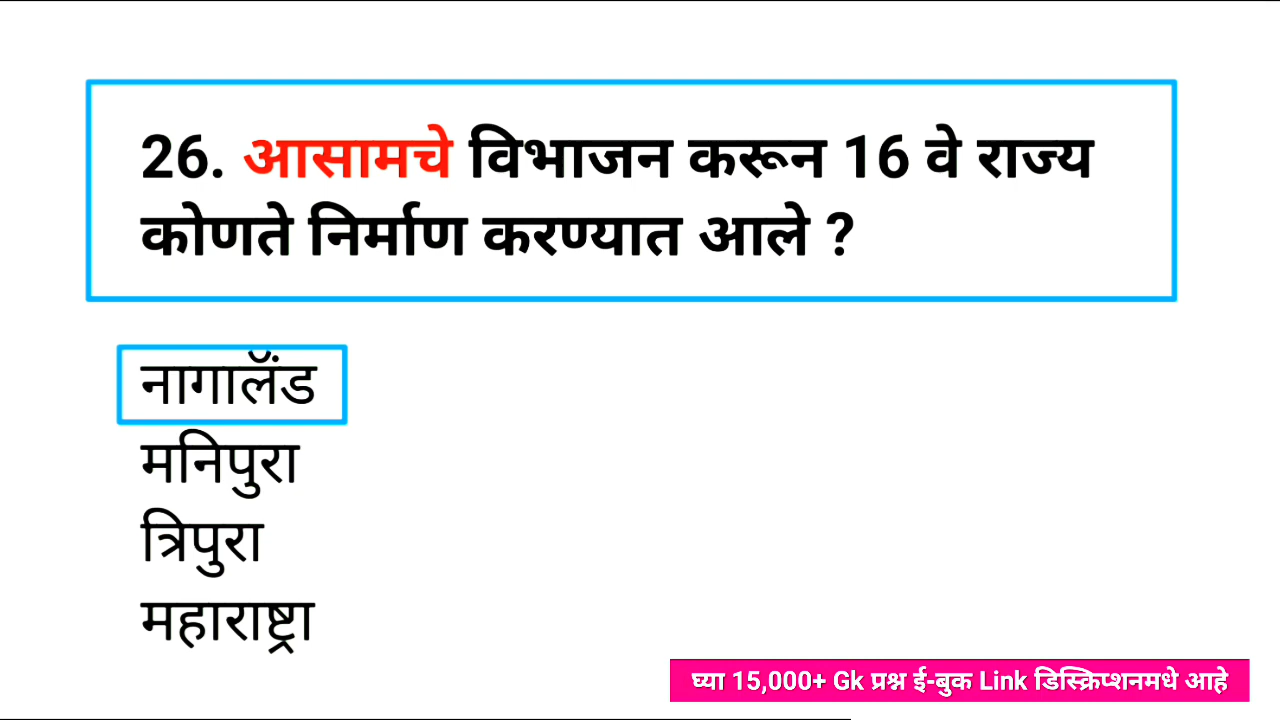 26. आसामचे विभाजन करून 16 वे राज्य
कोणते निर्माण करण्यात आले ?
नागालॅंड
मनिपुरा
त्रिपुरा
महाराष्ट्रा
घ्या 15,000+ Gk प्रश्न ई-बुक Link डिस्क्रिप्शनमधे आहे